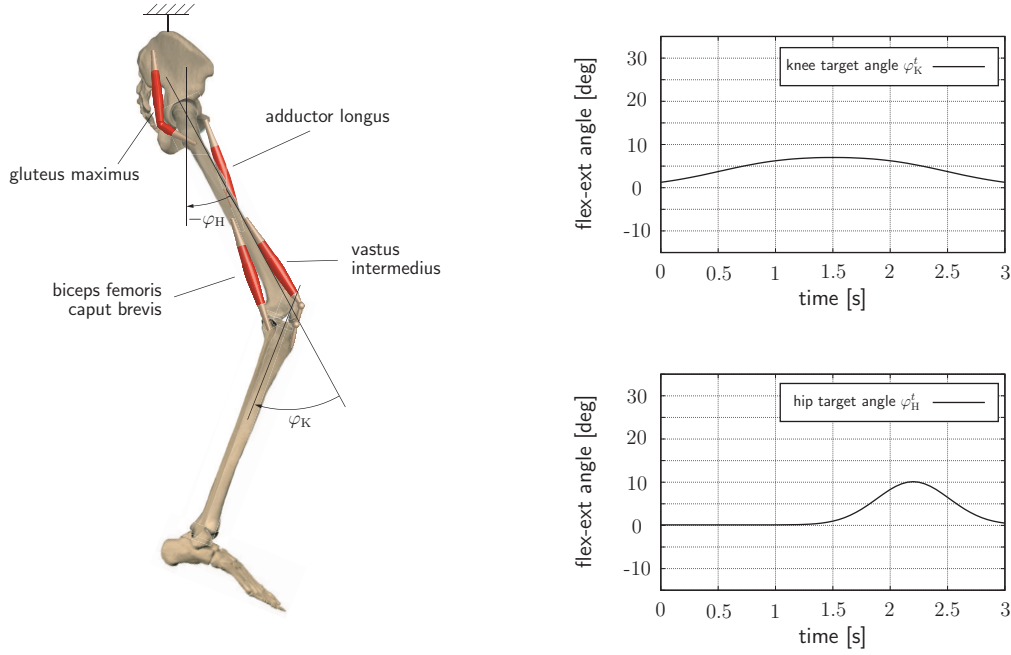 adductor longus
gluteus maximus
−φH
vastus
intermedius
biceps femoris
caput brevis
φK
flex-ext angle [deg]
knee target angle φ_K^t
30
20
10
0
-10
0 0.5 1 1.5 2 2.5 3
time [s]
flex-ext angle [deg]
hip target angle φ_H^t
30
20
10
0
-10
0 0.5 1 1.5 2 2.5 3
time [s]